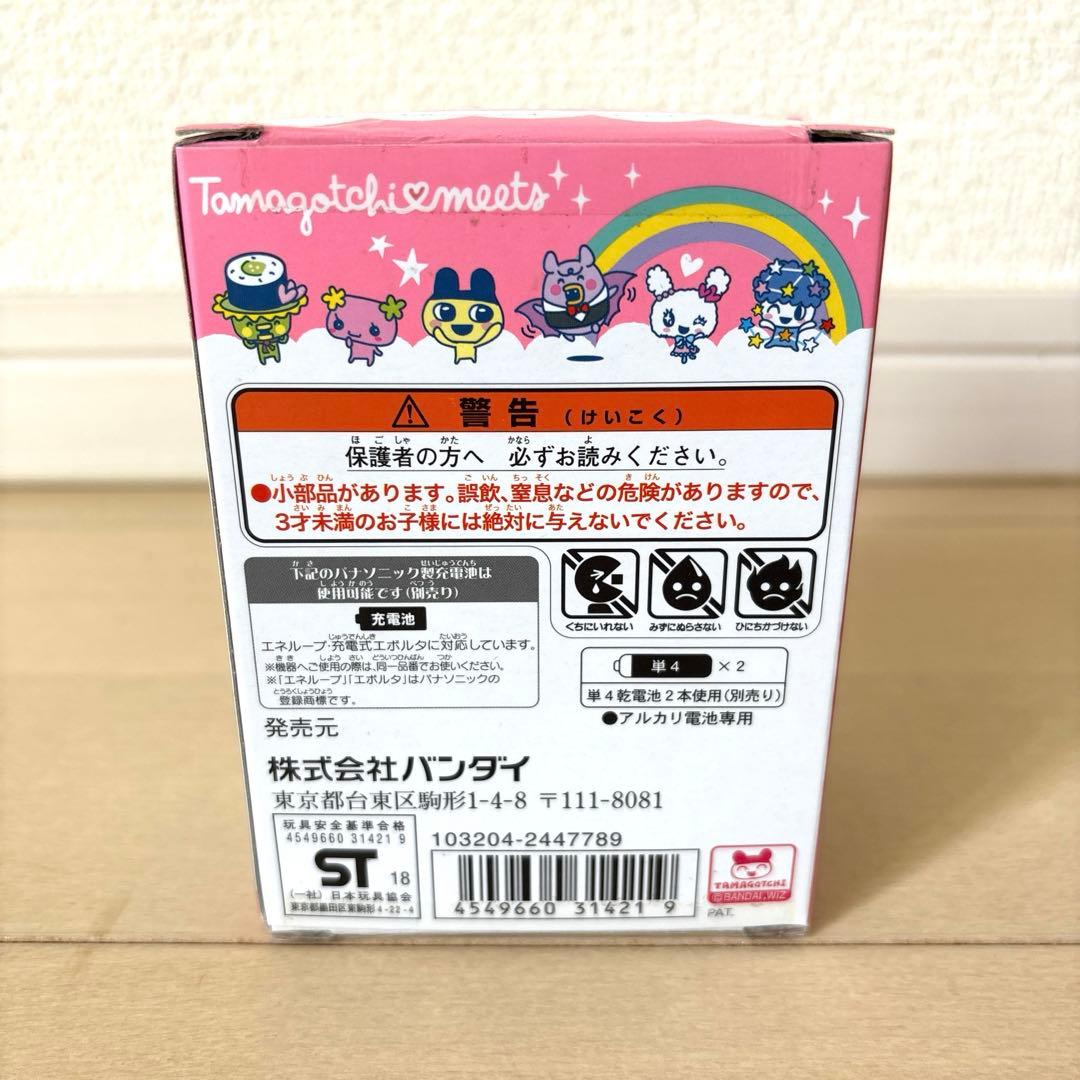 Tamagotchi♡meets
⚠ 警告 (けいこく)
保護者の方へ 必ずお読みください。
●小部品があります。誤飲、窒息などの危険がありますので、
3才未満のお子様には絶対に与えないでください。
下記のパナソニック製充電池は
使用可能です(別売り)
充電池
エネループ・充電式エボルタに対応しています。
※機器へご使用の際は、同一品番でお使いください。
※「エネループ」「エボルタ」はパナソニックの
登録商標です。
くちにいれない
みずにぬらさない
ひにちかづけない
単4 ×2
単4乾電池2本使用(別売り)
●アルカリ電池専用
発売元
株式会社バンダイ
東京都台東区駒形1-4-8 〒111-8081
玩具安全基準合格
4549660 31421 9
ST 18
(一社) 日本玩具協会
東京都墨田区東駒形4-22-4
103204-2447789
4549660 314219
TAMAGOTCHI
©BANDAI,WIZ
PAT.